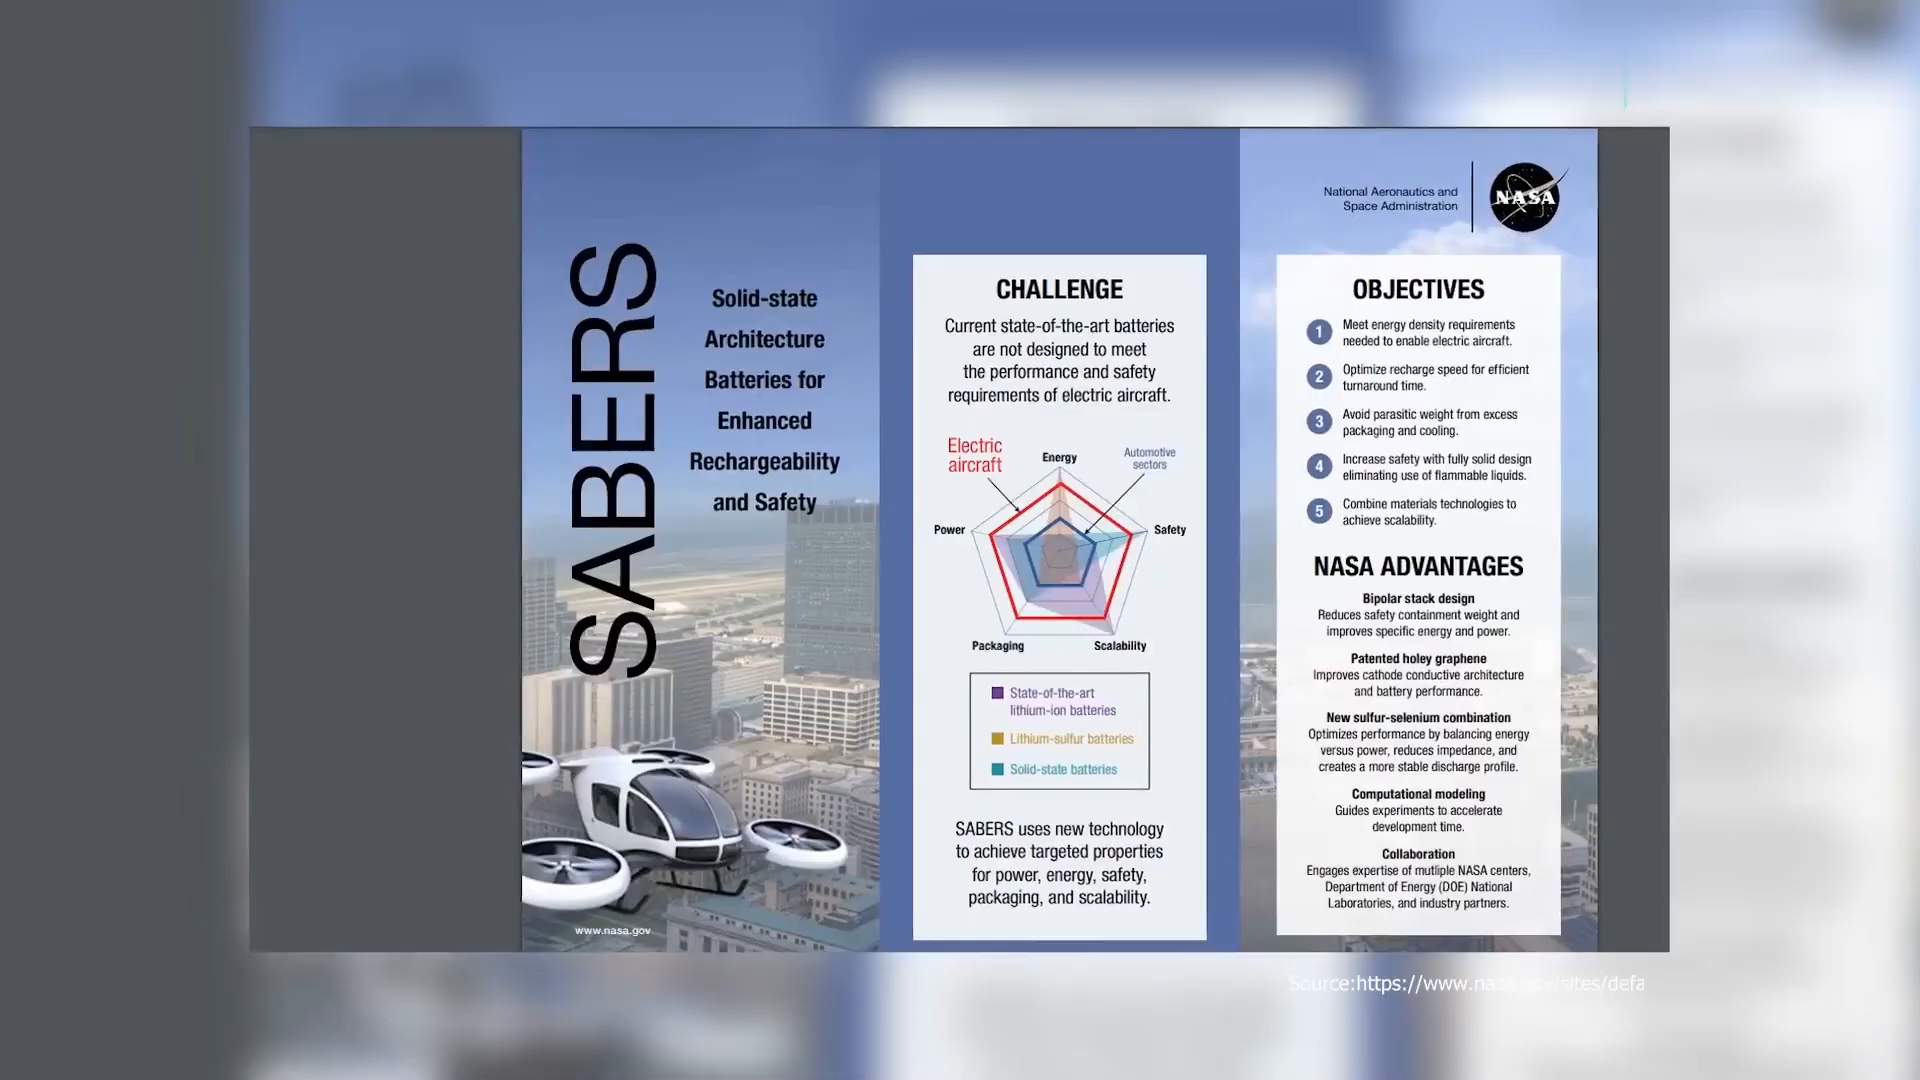 SABERS
Solid-state
Architecture
Batteries for
Enhanced
Rechargeability
and Safety
www.nasa.gov
CHALLENGE
Current state-of-the-art batteries
are not designed to meet
the performance and safety
requirements of electric aircraft.
Electric
aircraft
Energy
Automotive
sectors
Power
Safety
Packaging
Scalability
State-of-the-art
lithium-ion batteries
Lithium-sulfur batteries
Solid-state batteries
SABERS uses new technology
to achieve targeted properties
for power, energy, safety,
packaging, and scalability.
National Aeronautics and
Space Administration
NASA
OBJECTIVES
1 Meet energy density requirements
needed to enable electric aircraft.
2 Optimize recharge speed for efficient
turnaround time.
3 Avoid parasitic weight from excess
packaging and cooling.
4 Increase safety with fully solid design
eliminating use of flammable liquids.
5 Combine materials technologies to
achieve scalability.
NASA ADVANTAGES
Bipolar stack design
Reduces safety containment weight and
improves specific energy and power.
Patented holey graphene
Improves cathode conductive architecture
and battery performance.
New sulfur-selenium combination
Optimizes performance by balancing energy
versus power, reduces impedance, and
creates a more stable discharge profile.
Computational modeling
Guides experiments to accelerate
development time.
Collaboration
Engages expertise of mutliple NASA centers,
Department of Energy (DOE) National
Laboratories, and industry partners.
Source:https://www.nasa.gov/sites/defa